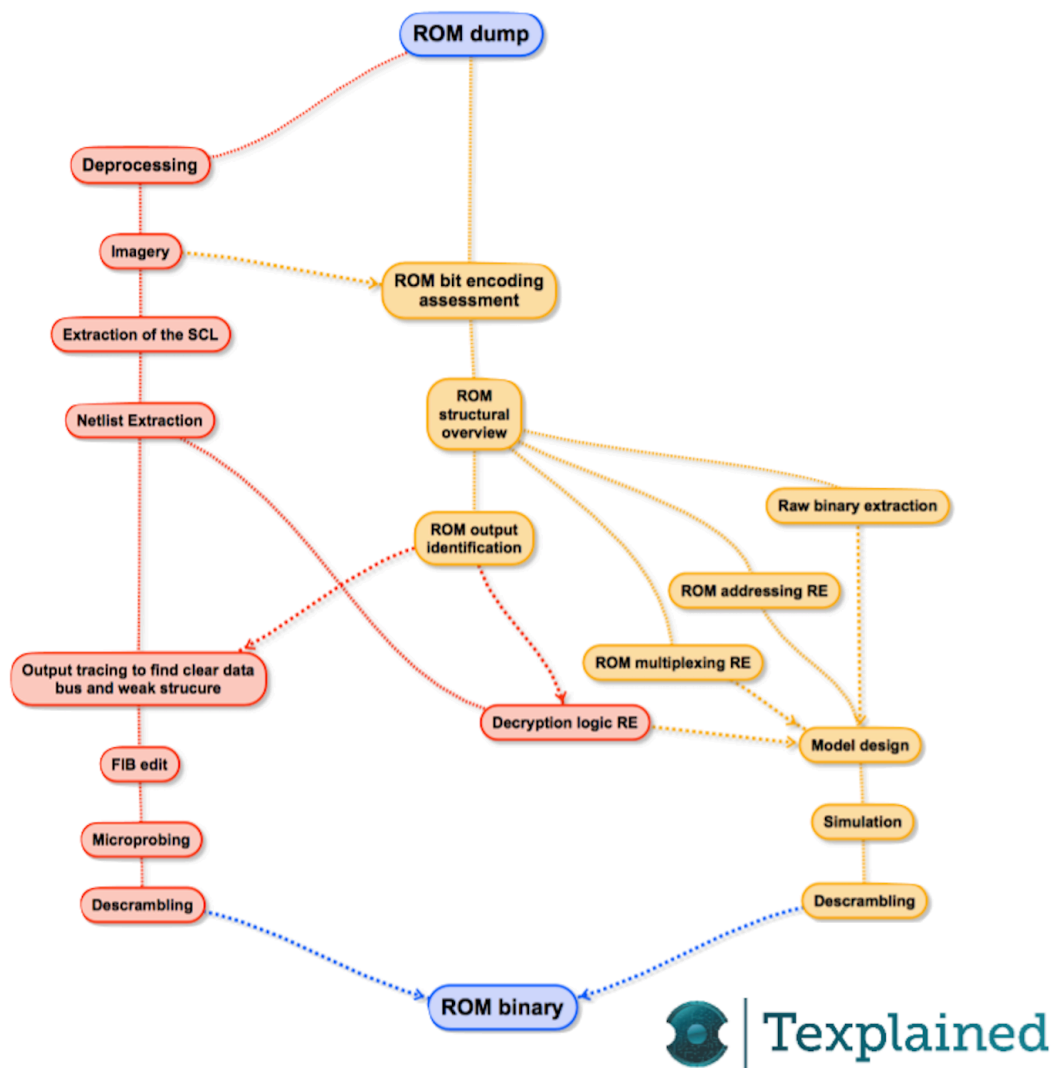 ROM dump
Deprocessing
Imagery
ROM bit encoding
assessment
Extraction of the SCL
ROM
structural
overview
Netlist Extraction
Raw binary extraction
ROM output
identification
ROM addressing RE
Output tracing to find clear data
bus and weak strucure
ROM multiplexing RE
Decryption logic RE
Model design
FIB edit
Simulation
Microprobing
Descrambling
Descrambling
ROM binary
Texplained